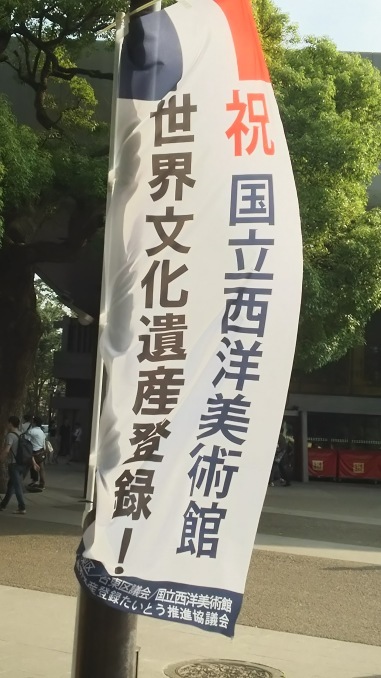 祝 国立西洋美術館
世界文化遺産登録！
台東区議会／国立西洋美術館
登録たいとう推進協議会